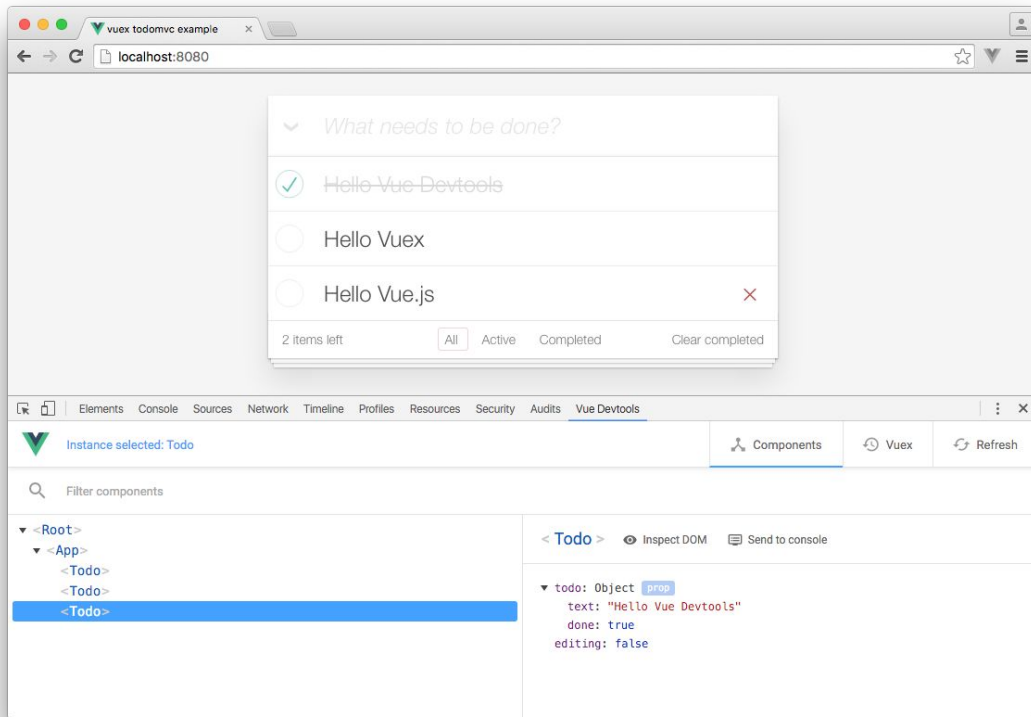 vuex todomvc example
localhost:8080
What needs to be done?
Hello Vue Devtools
Hello Vuex
Hello Vue.js
2 items left All Active Completed Clear completed
Elements Console Sources Network Timeline Profiles Resources Security Audits Vue Devtools
Instance selected: Todo Components Vuex Refresh
Filter components
<Root>
<App>
<Todo>
<Todo>
<Todo>
<Todo> Inspect DOM Send to console
todo: Object prop
text: "Hello Vue Devtools"
done: true
editing: false